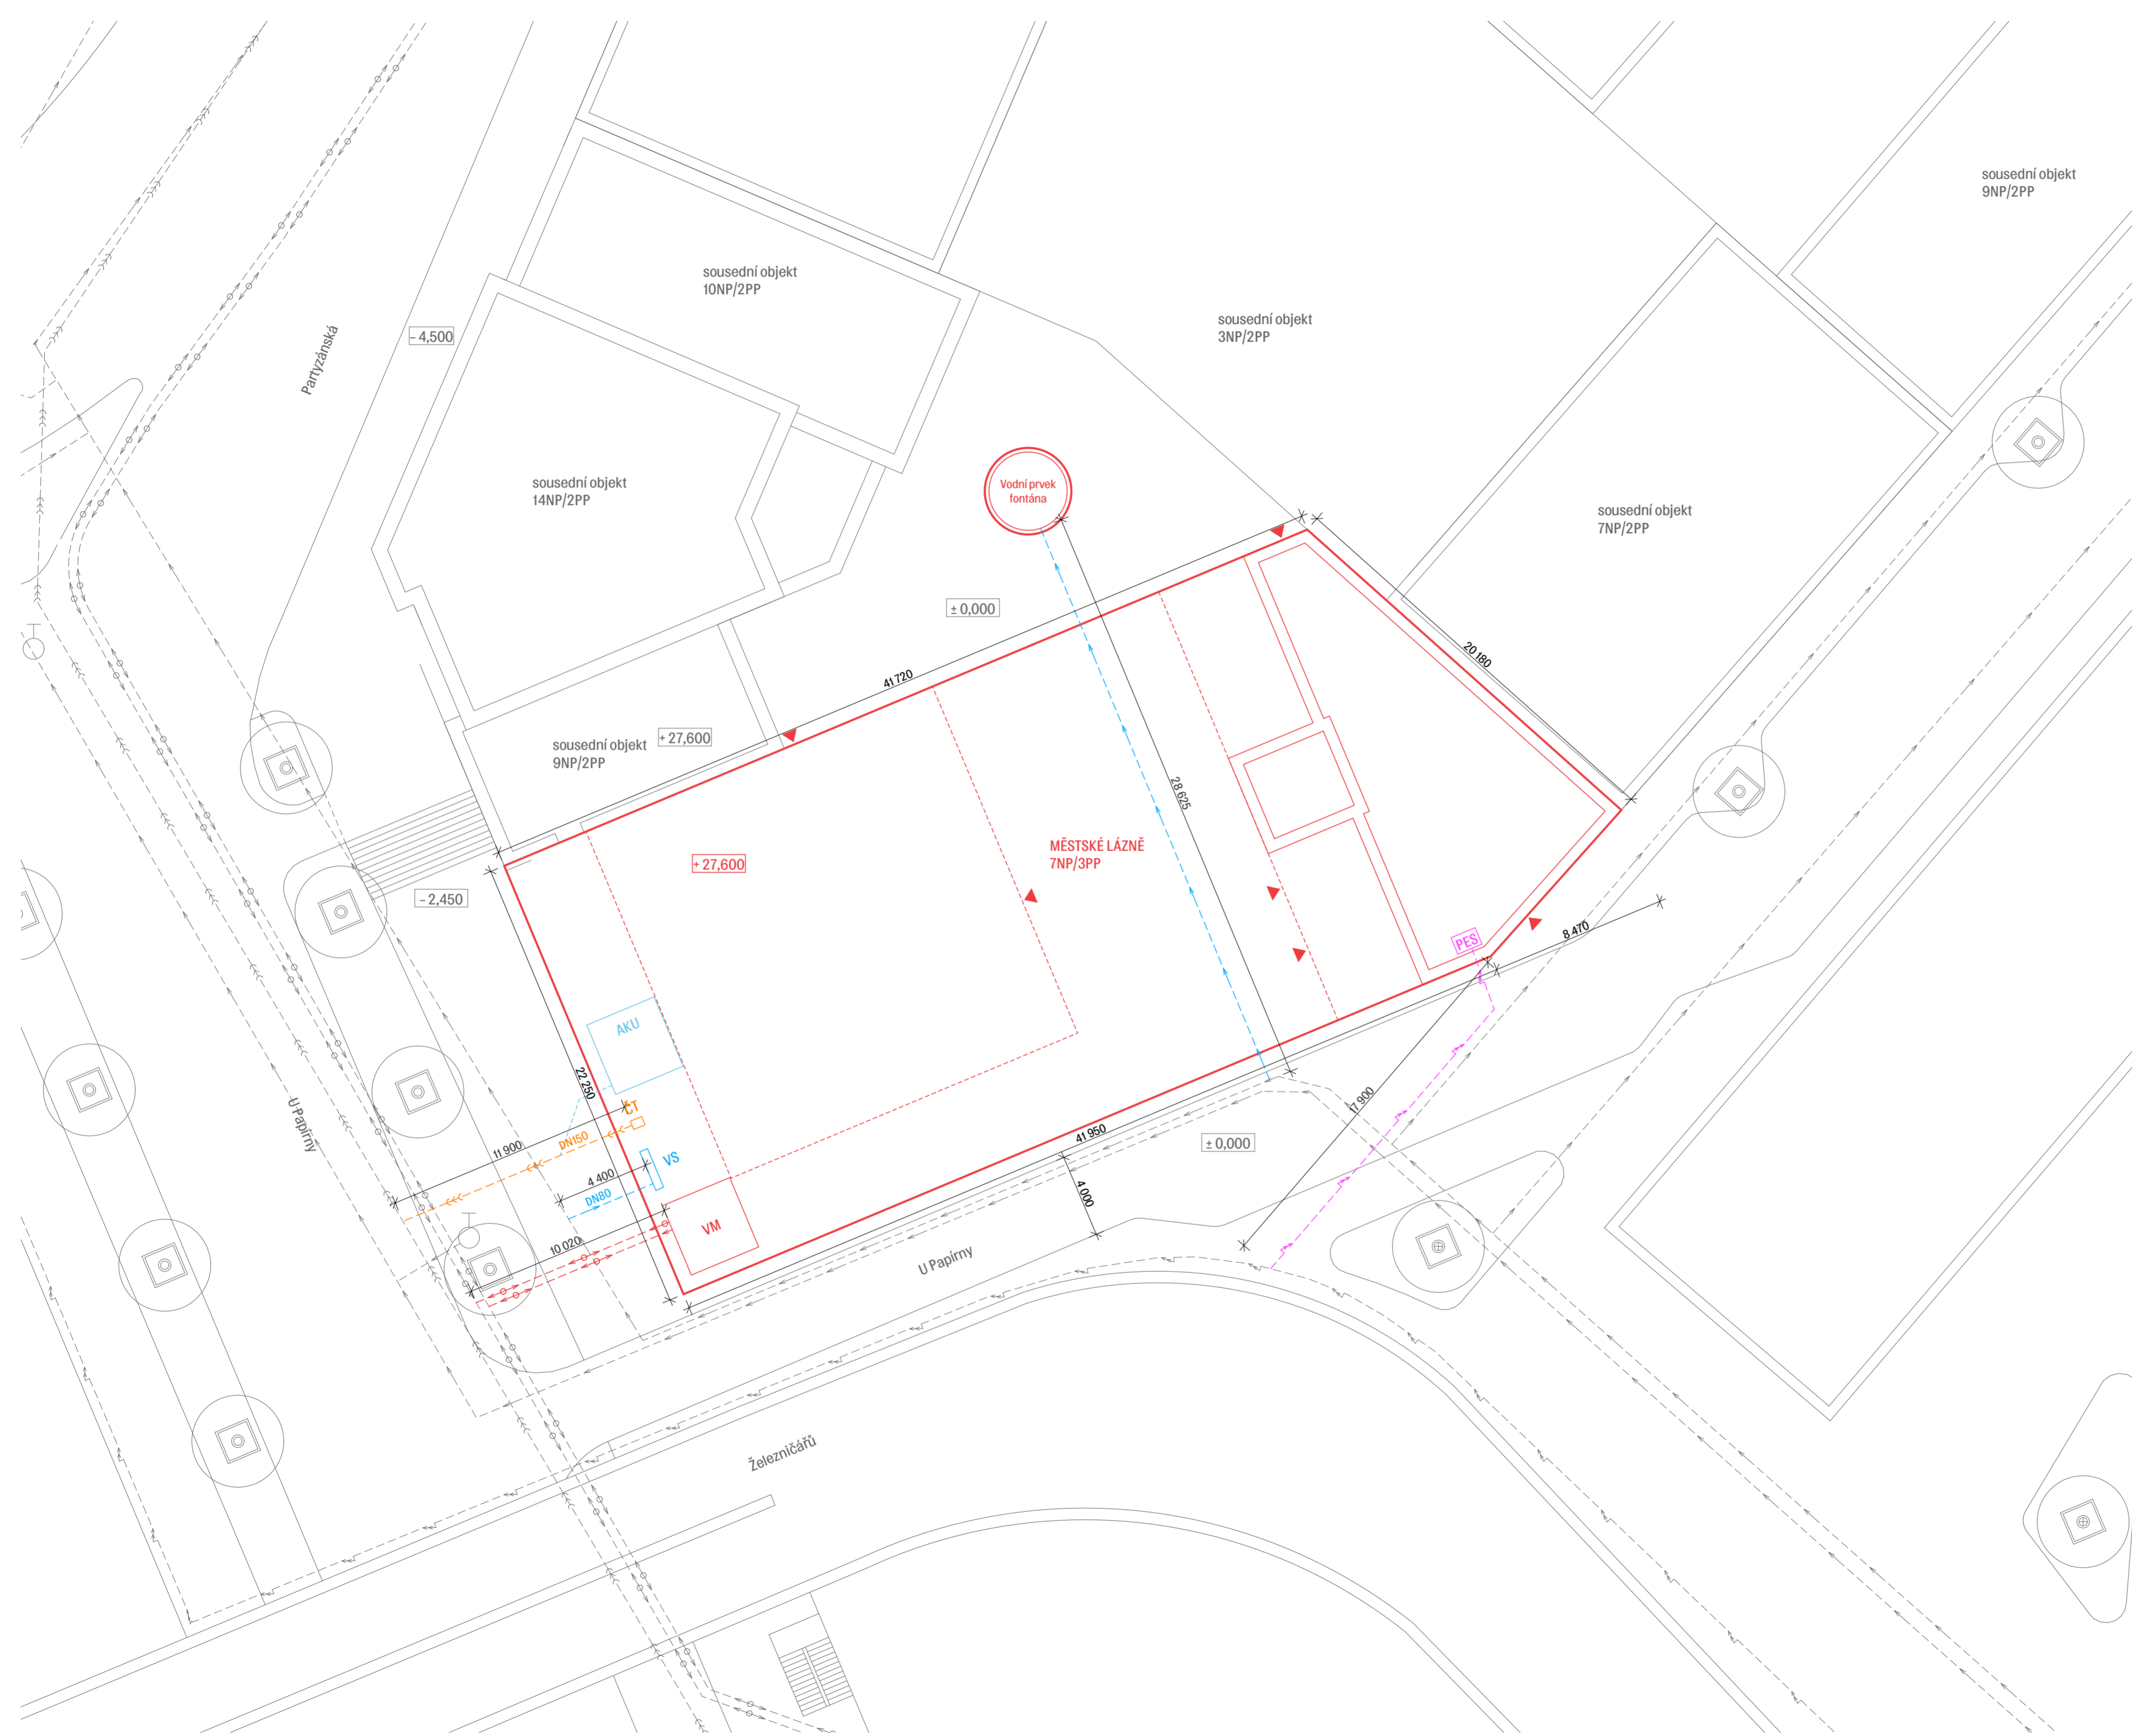 sousední objekt
9NP/2PP
sousední objekt
10NP/2PP
sousední objekt
3NP/2PP
- 4,500
Partyzánská
sousední objekt
14NP/2PP
Vodní prvek
fontána
sousední objekt
7NP/2PP
± 0,000
20 180
41 720
sousední objekt
9NP/2PP
+ 27,600
28 625
MĚSTSKÉ LÁZNĚ
7NP/3PP
+ 27,600
- 2,450
8 470
PES
AKU
22 250
ČT
U Papírny
17 900
DN150
11 900
41 950
± 0,000
VS
4 400
DN80
4 000
VM
10 020
U Papírny
Železničářů